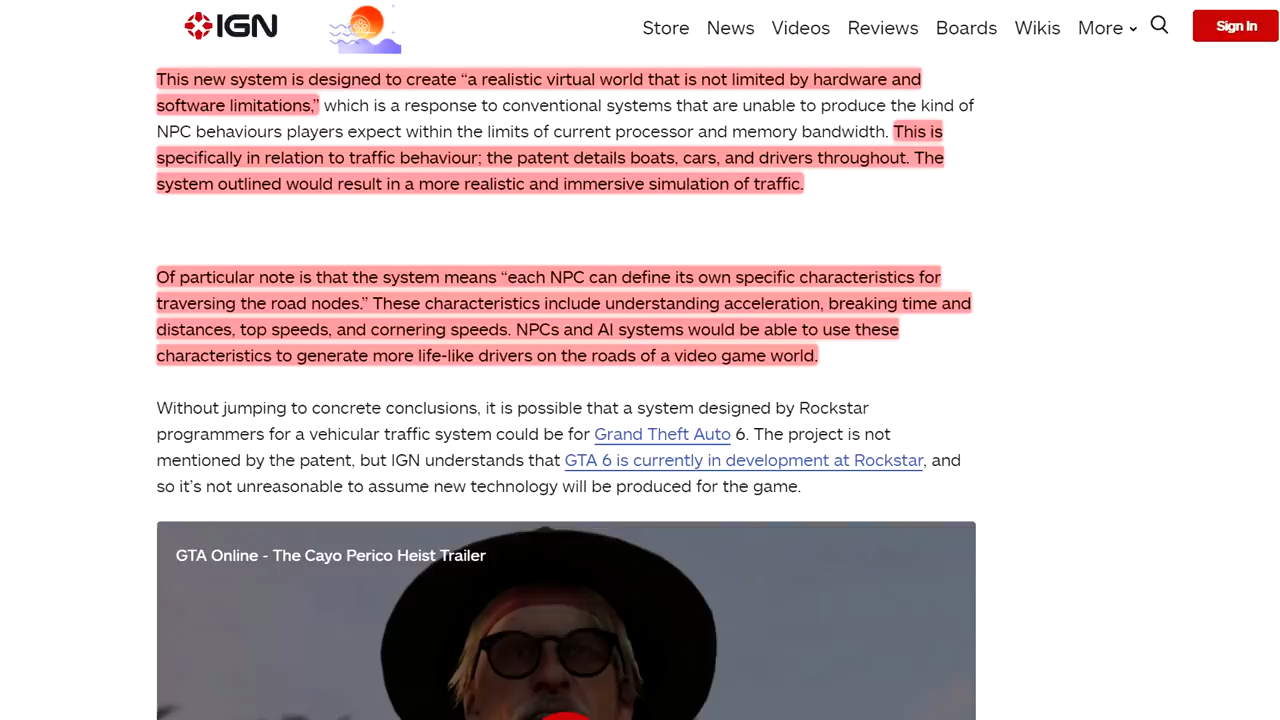 IGN
Store News Videos Reviews Boards Wikis More Sign In
This new system is designed to create “a realistic virtual world that is not limited by hardware and
software limitations,” which is a response to conventional systems that are unable to produce the kind of
NPC behaviours players expect within the limits of current processor and memory bandwidth. This is
specifically in relation to traffic behaviour; the patent details boats, cars, and drivers throughout. The
system outlined would result in a more realistic and immersive simulation of traffic.
Of particular note is that the system means “each NPC can define its own specific characteristics for
traversing the road nodes.” These characteristics include understanding acceleration, breaking time and
distances, top speeds, and cornering speeds. NPCs and AI systems would be able to use these
characteristics to generate more life-like drivers on the roads of a video game world.
Without jumping to concrete conclusions, it is possible that a system designed by Rockstar
programmers for a vehicular traffic system could be for Grand Theft Auto 6. The project is not
mentioned by the patent, but IGN understands that GTA 6 is currently in development at Rockstar, and
so it’s not unreasonable to assume new technology will be produced for the game.
GTA Online - The Cayo Perico Heist Trailer